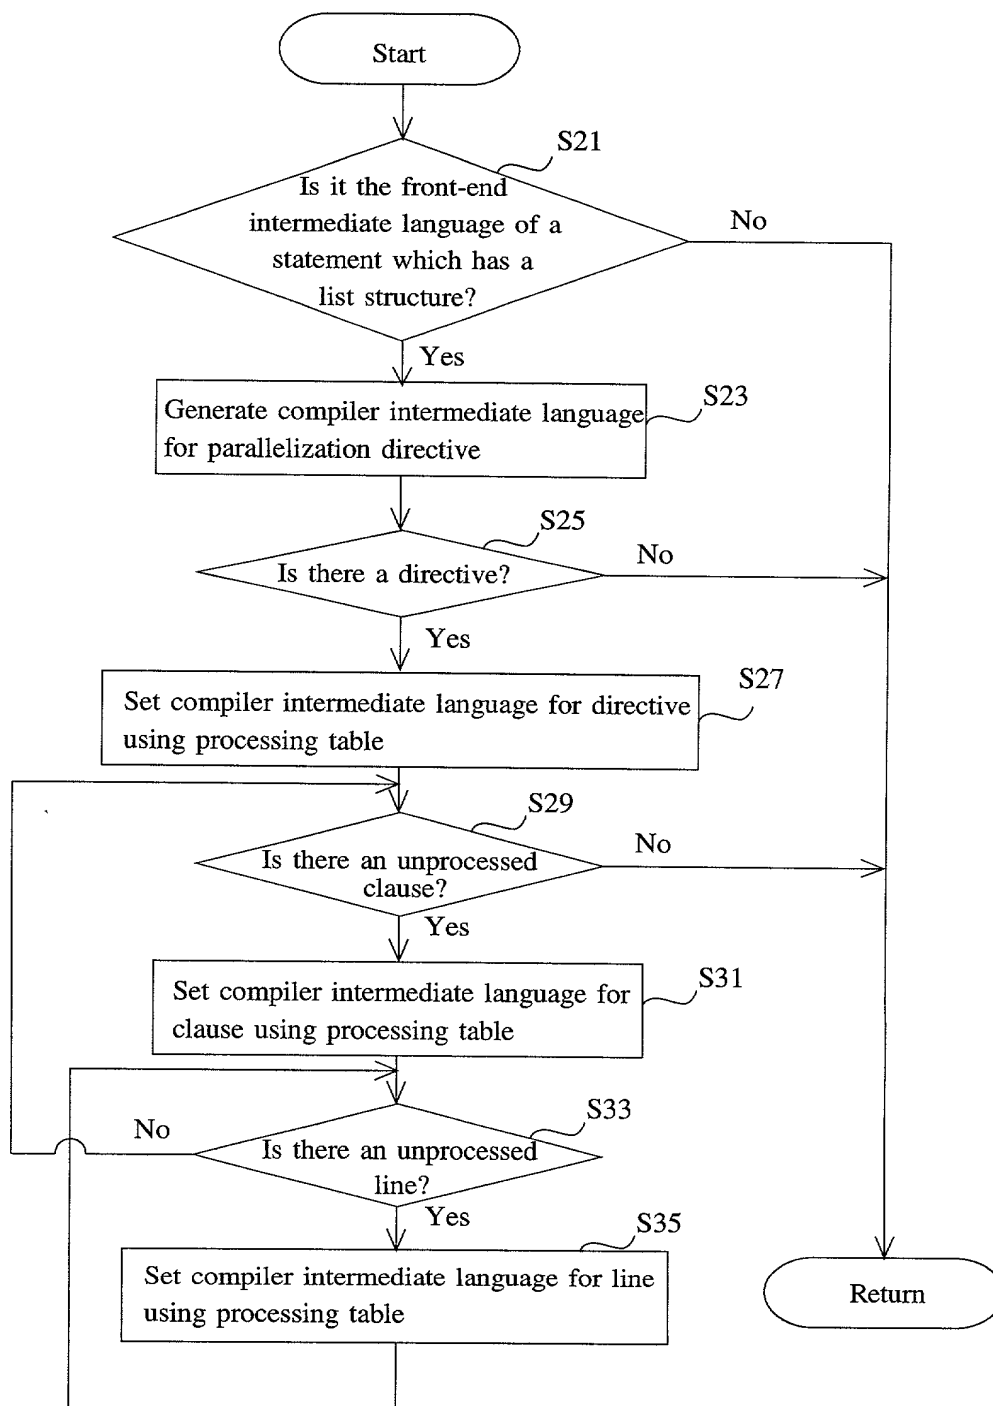 Start
S21
Is it the front-end
intermediate language of a
statement which has a
list structure?
No
Yes
S23
Generate compiler intermediate language
for parallelization directive
S25
Is there a directive?
No
Yes
S27
Set compiler intermediate language for directive
using processing table
S29
Is there an unprocessed
clause?
No
Yes
S31
Set compiler intermediate language for
clause using processing table
S33
No
Is there an unprocessed
line?
Yes
S35
Set compiler intermediate language for line
using processing table
Return